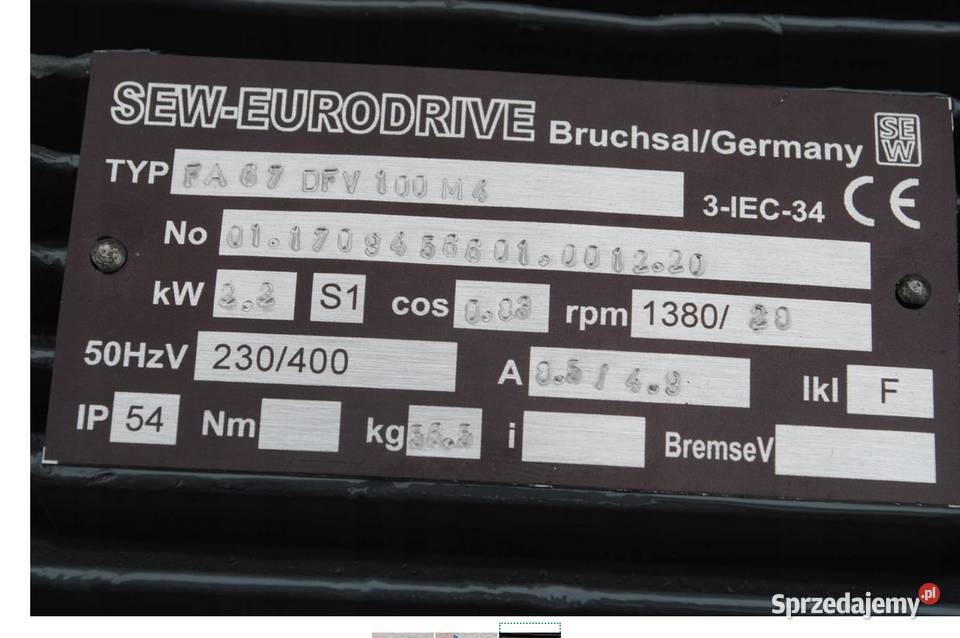 SEW-EURODRIVE Bruchsal/Germany SEW
TYP FA 67 DFV 100 M4 3-IEC-34 CE
No 01.1709456601.0012.20
kW 2.2 S1 cos 0.83 rpm 1380/ 20
50HzV 230/400 A 8.5/4.9 Ikl F
IP 54 Nm kg 56.5 i BremseV
Sprzedajemy.pl